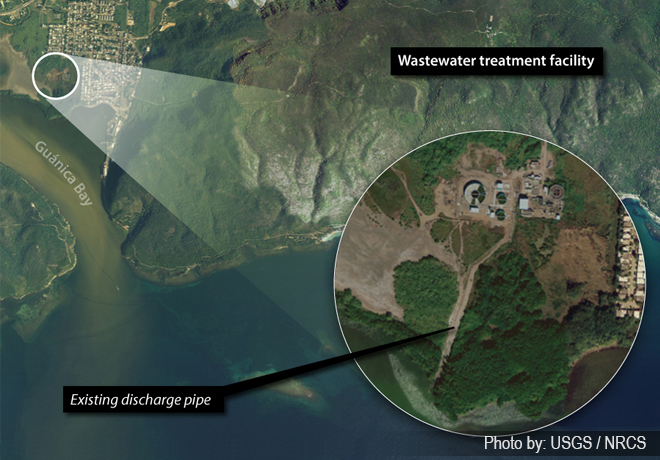 Wastewater treatment facility
Guánica Bay
Existing discharge pipe
Photo by: USGS / NRCS